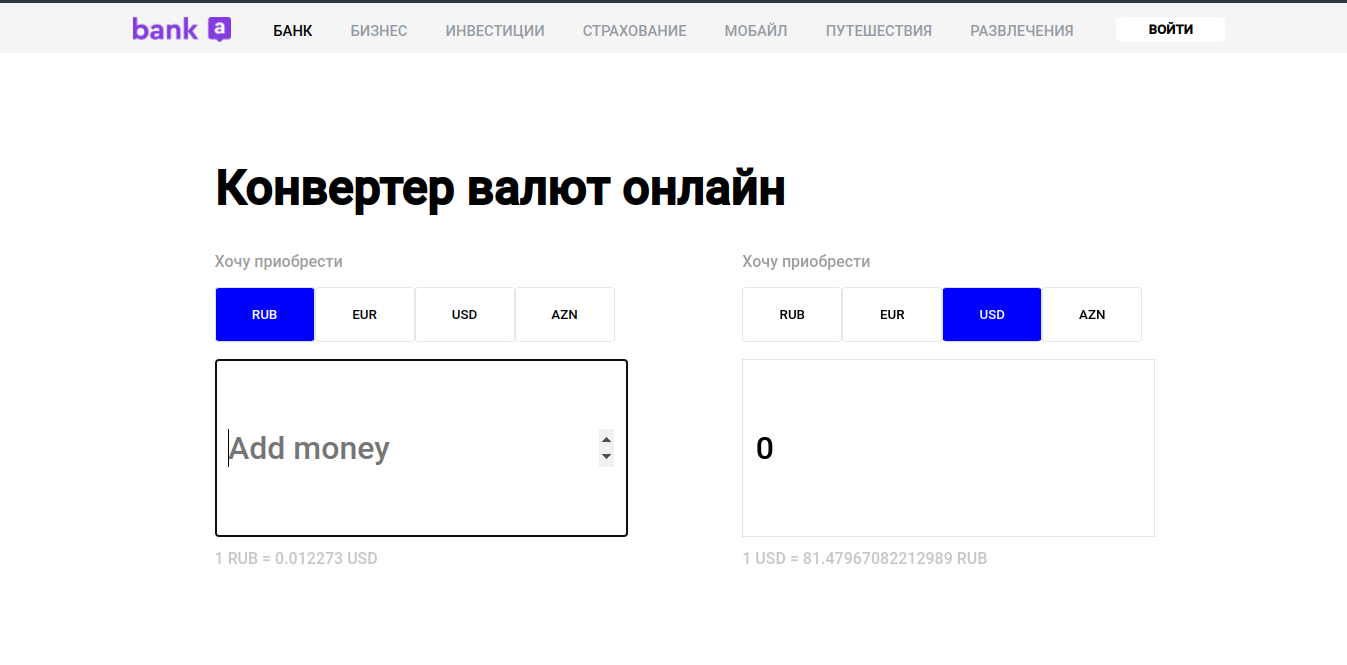 bank a
БАНК БИЗНЕС ИНВЕСТИЦИИ СТРАХОВАНИЕ МОБАЙЛ ПУТЕШЕСТВИЯ РАЗВЛЕЧЕНИЯ ВОЙТИ
Конвертер валют онлайн
Хочу приобрести
RUB EUR USD AZN
Add money
1 RUB = 0.012273 USD
Хочу приобрести
RUB EUR USD AZN
0
1 USD = 81.47967082212989 RUB